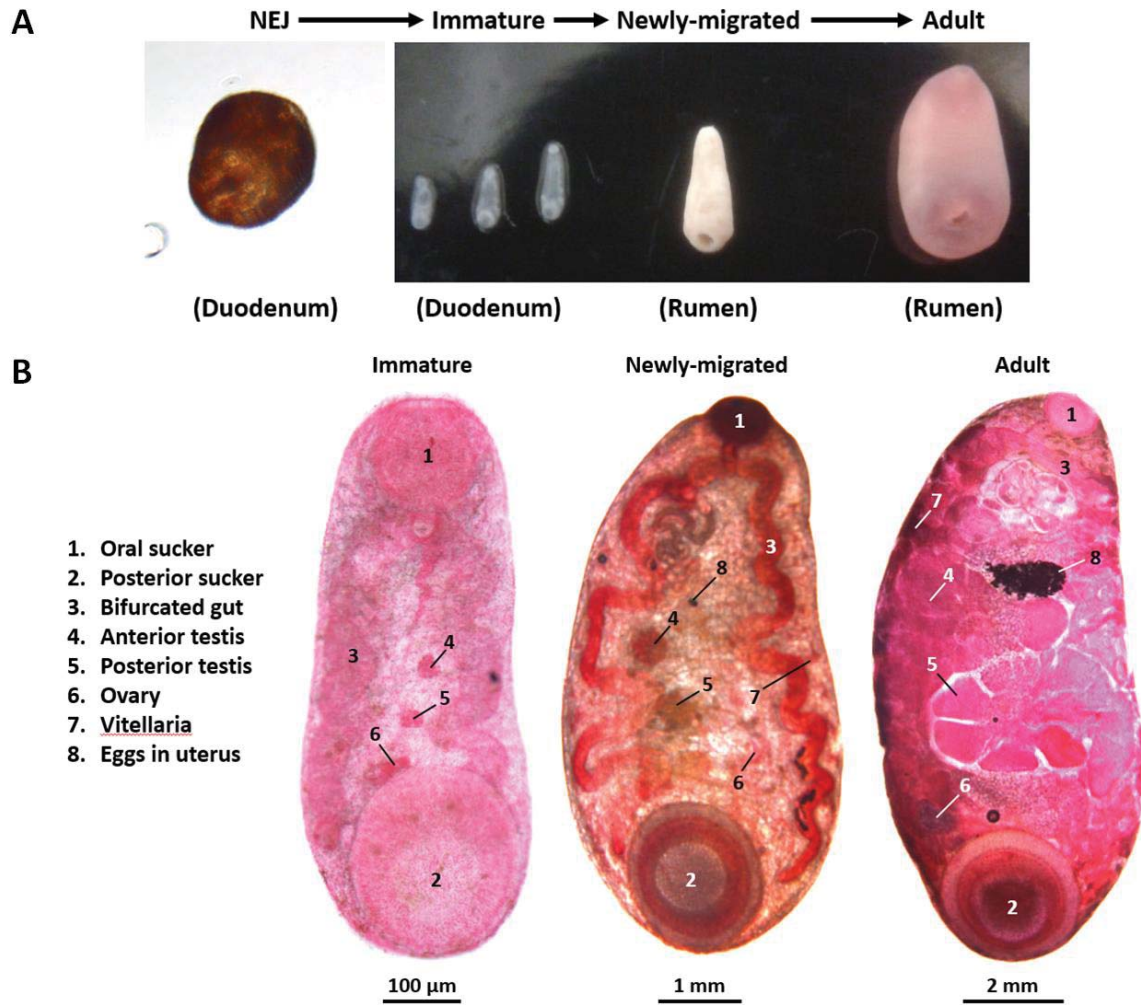 A
NEJ → Immature → Newly-migrated → Adult
(Duodenum) (Duodenum) (Rumen) (Rumen)
B
Immature Newly-migrated Adult
1. Oral sucker
2. Posterior sucker
3. Bifurcated gut
4. Anterior testis
5. Posterior testis
6. Ovary
7. Vitellaria
8. Eggs in uterus
1
3
4
5
6
2
1
3
8
4
5
7
6
2
1
3
7
8
4
5
6
2
100 µm 1 mm 2 mm